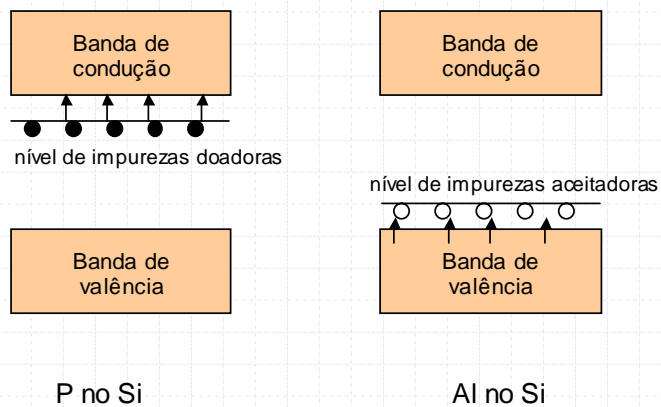 Banda de
condução
nível de impurezas doadoras
Banda de
valência
P no Si
Banda de
condução
nível de impurezas aceitadoras
Banda de
valência
Al no Si